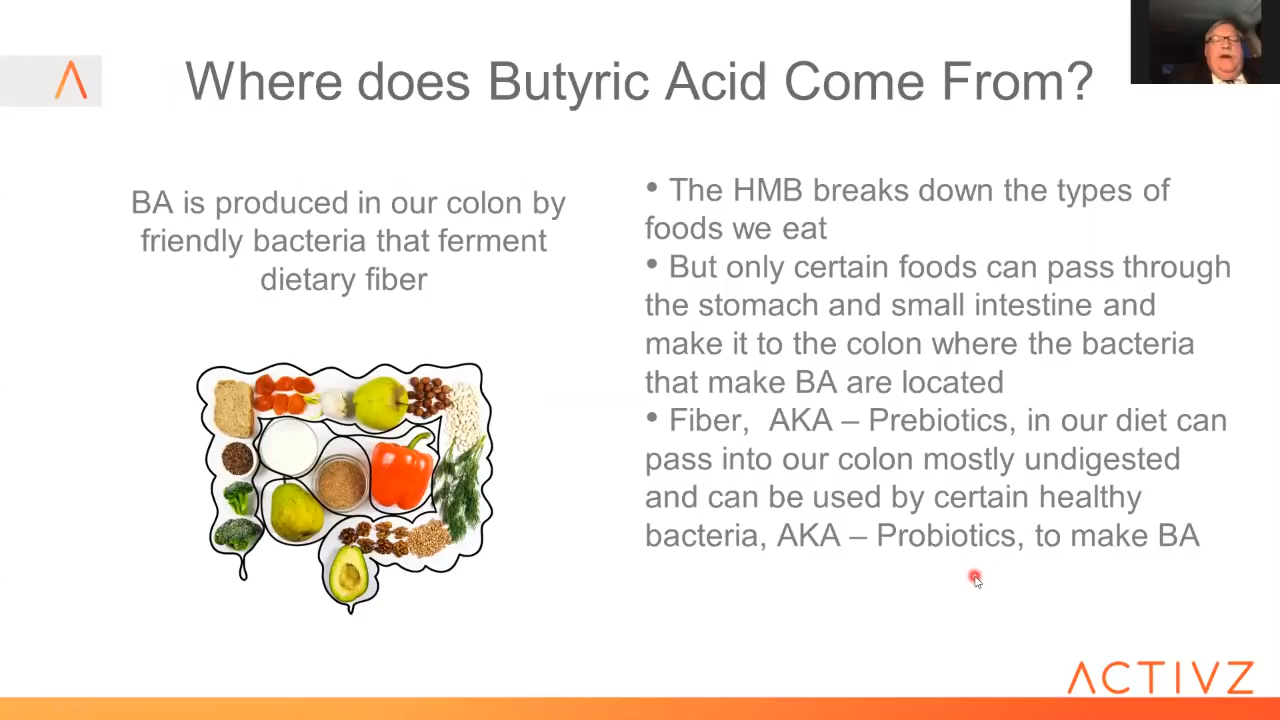 Where does Butyric Acid Come From?
BA is produced in our colon by
friendly bacteria that ferment
dietary fiber
• The HMB breaks down the types of
foods we eat
• But only certain foods can pass through
the stomach and small intestine and
make it to the colon where the bacteria
that make BA are located
• Fiber, AKA – Prebiotics, in our diet can
pass into our colon mostly undigested
and can be used by certain healthy
bacteria, AKA – Probiotics, to make BA
ACTIVZ